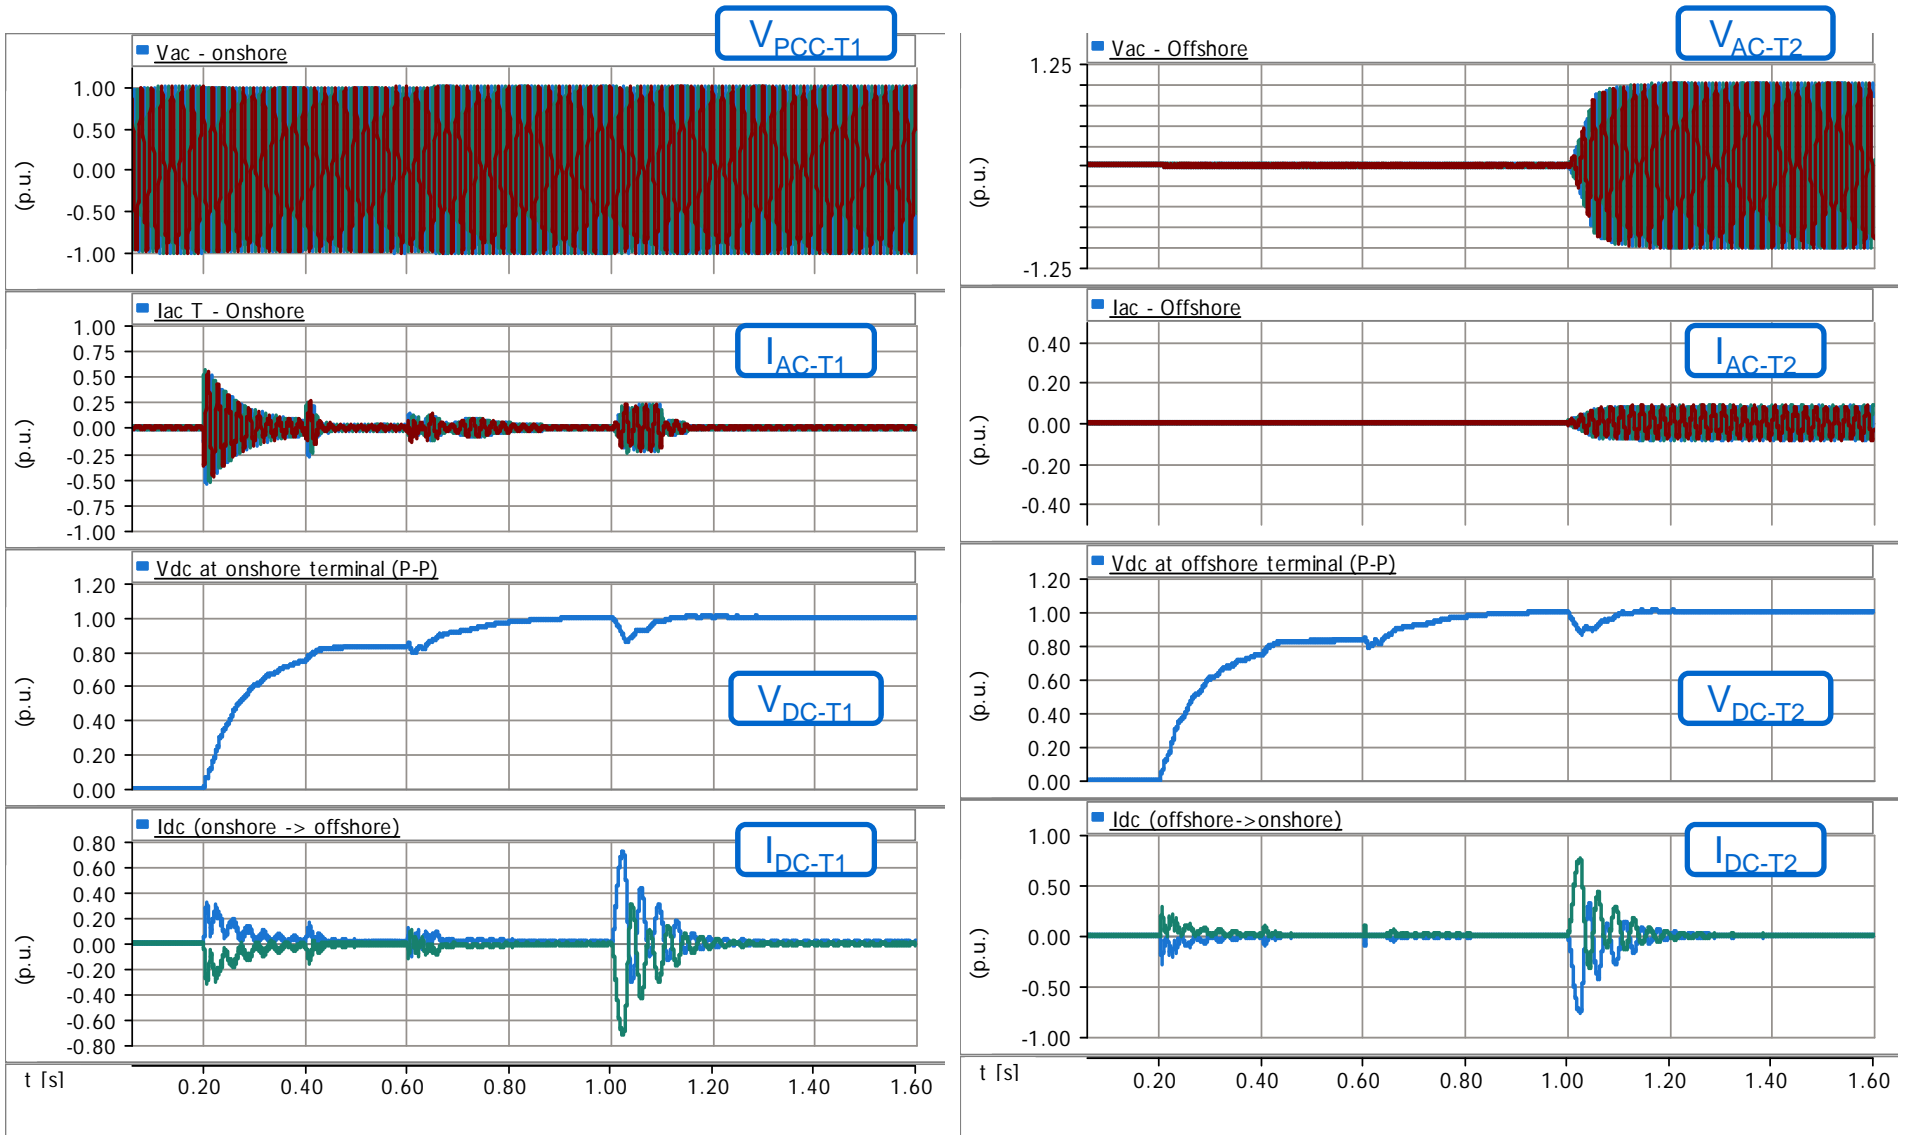 V PCC-T1
Vac - onshore
1.00
0.50
0.00
-0.50
-1.00
(p.u.)
Iac T - Onshore
I AC-T1
1.00
0.75
0.50
0.25
0.00
-0.25
-0.50
-0.75
-1.00
(p.u.)
Vdc at onshore terminal (P-P)
V DC-T1
1.20
1.00
0.80
0.60
0.40
0.20
0.00
(p.u.)
Idc (onshore -> offshore)
I DC-T1
0.80
0.60
0.40
0.20
0.00
-0.20
-0.40
-0.60
-0.80
(p.u.)
t [s] 0.20 0.40 0.60 0.80 1.00 1.20 1.40 1.60
V AC-T2
Vac - Offshore
1.25
-1.25
(p.u.)
Iac - Offshore
I AC-T2
0.40
0.20
0.00
-0.20
-0.40
(p.u.)
Vdc at offshore terminal (P-P)
V DC-T2
1.20
1.00
0.80
0.60
0.40
0.20
0.00
(p.u.)
Idc (offshore->onshore)
I DC-T2
1.00
0.50
0.00
-0.50
-1.00
(p.u.)
t [s] 0.20 0.40 0.60 0.80 1.00 1.20 1.40 1.60